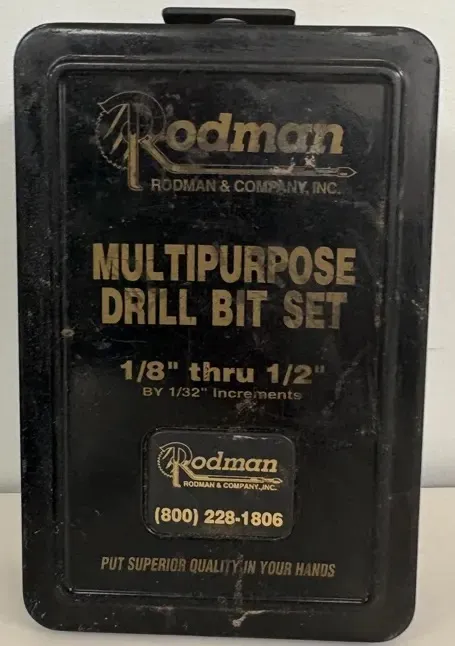 Rodman
RODMAN & COMPANY, INC.
MULTIPURPOSE
DRILL BIT SET
1/8" thru 1/2"
BY 1/32" Increments
Rodman
RODMAN & COMPANY, INC.
(800) 228-1806
PUT SUPERIOR QUALITY IN YOUR HANDS